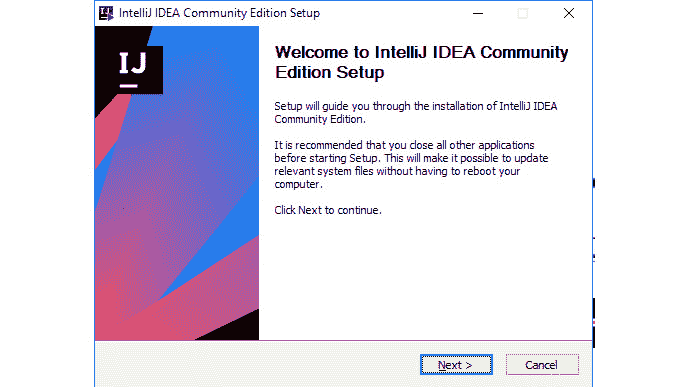 IntelliJ IDEA Community Edition Setup
IJ
Welcome to IntelliJ IDEA Community
Edition Setup
Setup will guide you through the installation of IntelliJ IDEA
Community Edition.
It is recommended that you close all other applications
before starting Setup. This will make it possible to update
relevant system files without having to reboot your
computer.
Click Next to continue.
Next >
Cancel